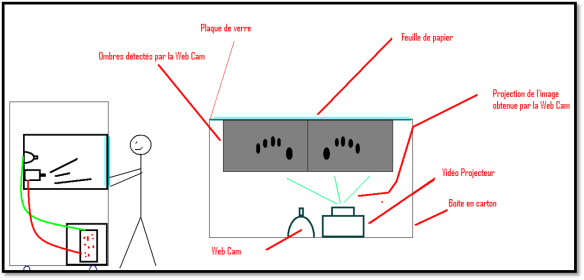 Plaque de verre
Feuille de papier
Ombres détectés par la Web Cam
Projection de l'image
obtenue par la Web Cam
Vidéo Projecteur
Boite en carton
Web Cam